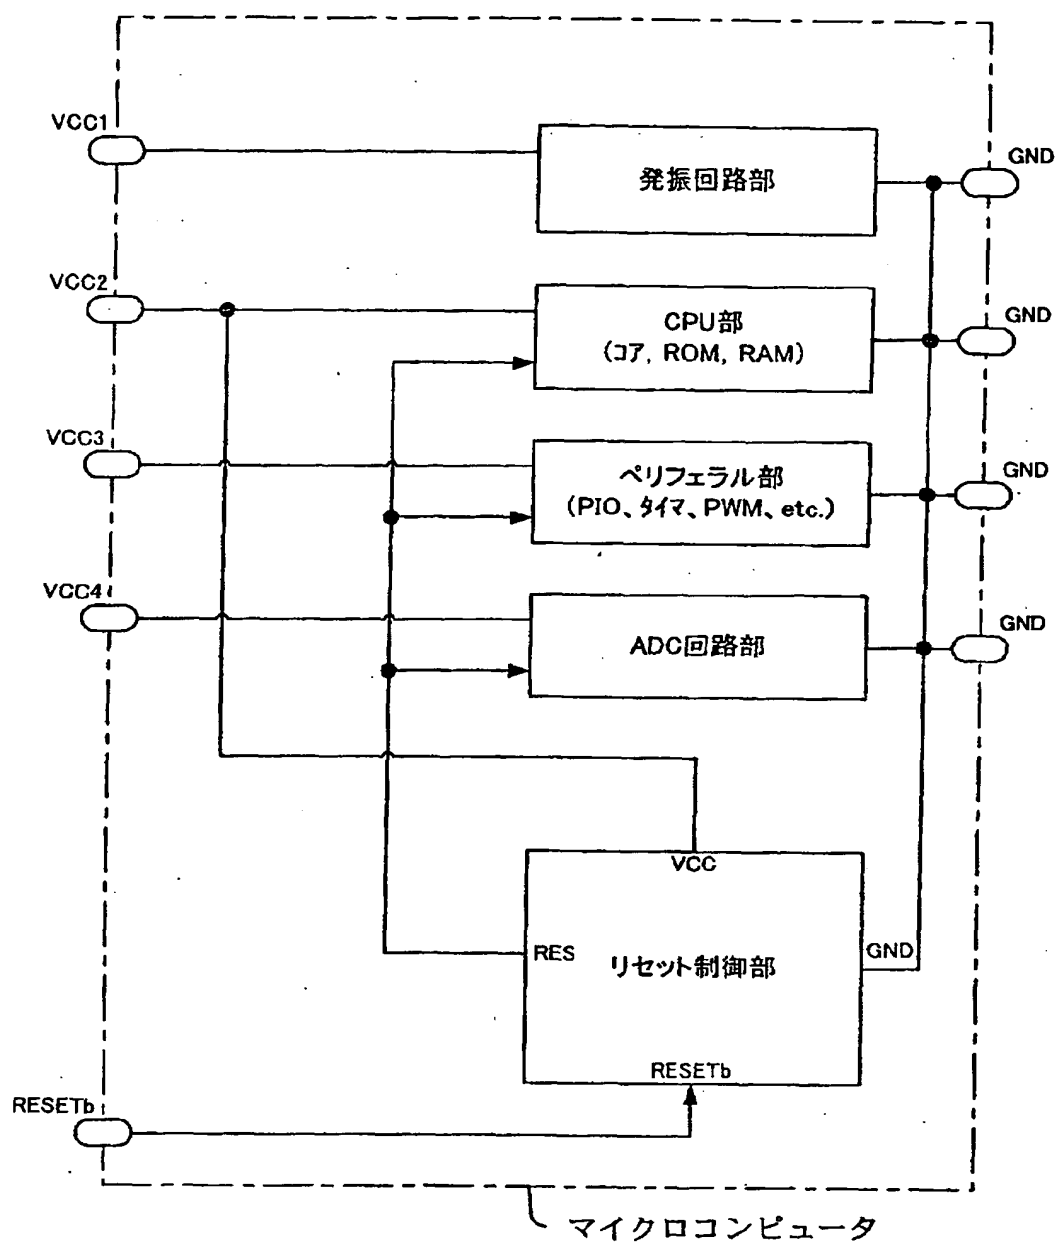 VCC1
発振回路部
GND
VCC2
CPU部
(コア, ROM, RAM)
GND
VCC3
ペリフェラル部
(PIO、タイマ、PWM、etc.)
GND
VCC4
ADC回路部
GND
VCC
RES
リセット制御部
GND
RESETb
RESETb
マイクロコンピュータ